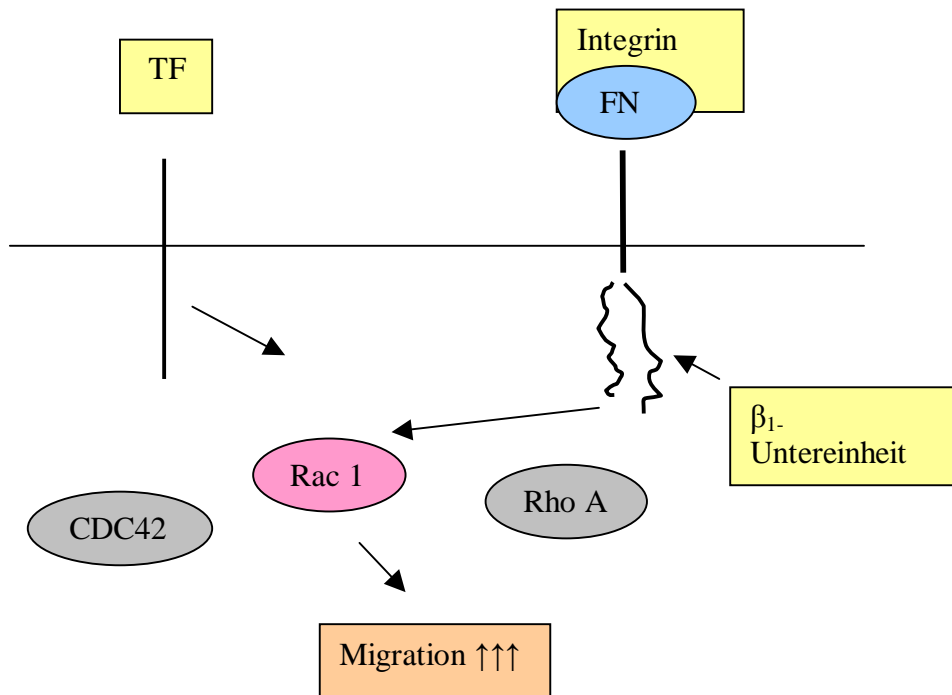 TF
Integrin
FN
β1-
Untereinheit
Rac 1
Rho A
CDC42
Migration ↑↑↑